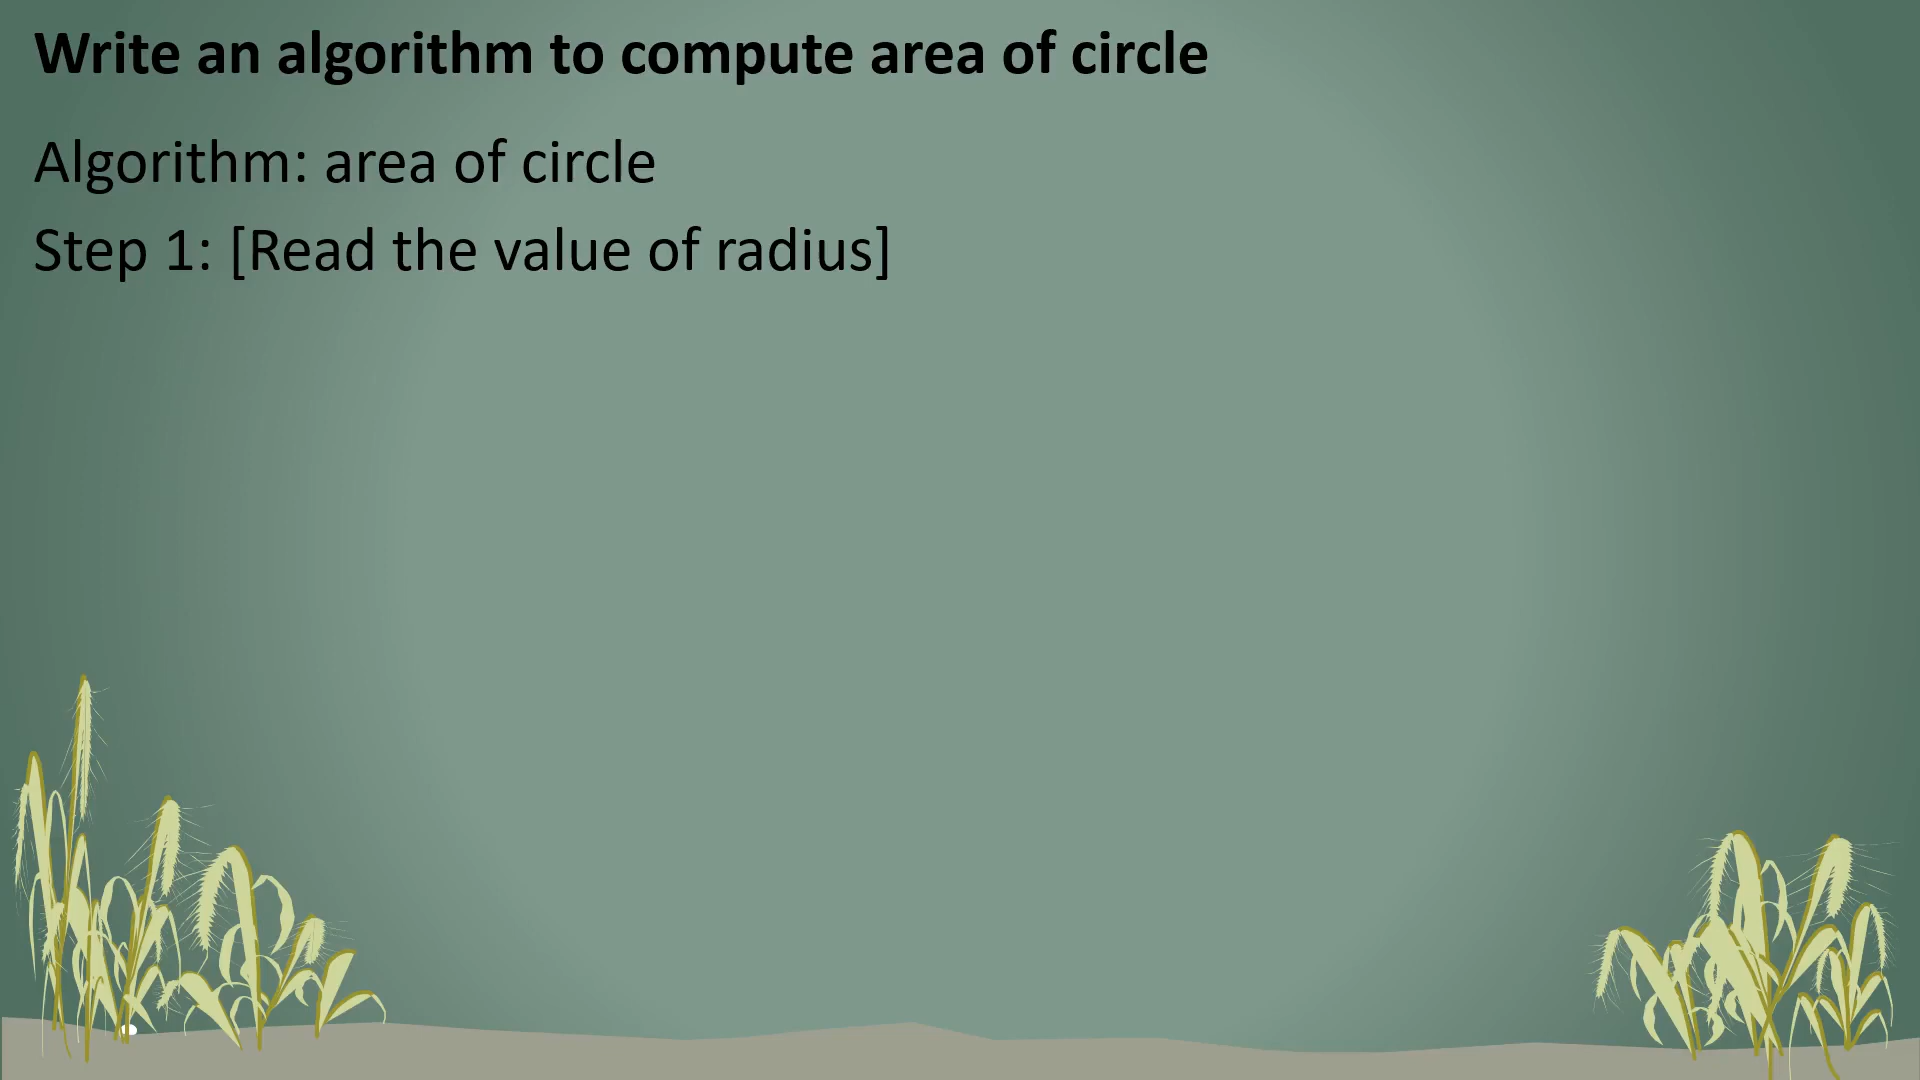 Write an algorithm to compute area of circle
Algorithm: area of circle
Step 1: [Read the value of radius]